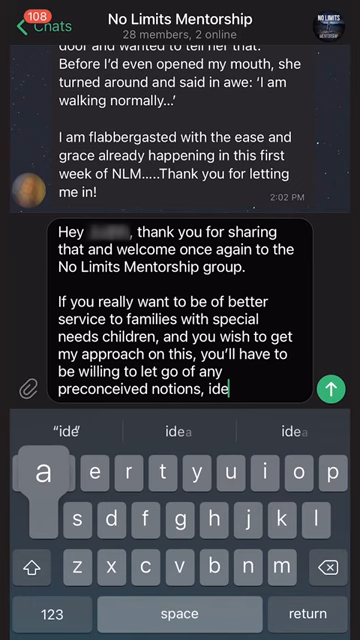 108
Chats
No Limits Mentorship
28 members, 2 online
NO LIMITS
MENTORSHIP
door and wanted to tell her that.
Before I'd even opened my mouth, she
turned around and said in awe: 'I am
walking normally...'
I am flabbergasted with the ease and
grace already happening in this first
week of NLM.....Thank you for letting
me in!
2:02 PM
Hey , thank you for sharing
that and welcome once again to the
No Limits Mentorship group.
If you really want to be of better
service to families with special
needs children, and you wish to get
my approach on this, you'll have to
be willing to let go of any
preconceived notions, ide
"ide" idea idea
a e r t y u i o p
s d f g h j k l
z x c v b n m
123 space return